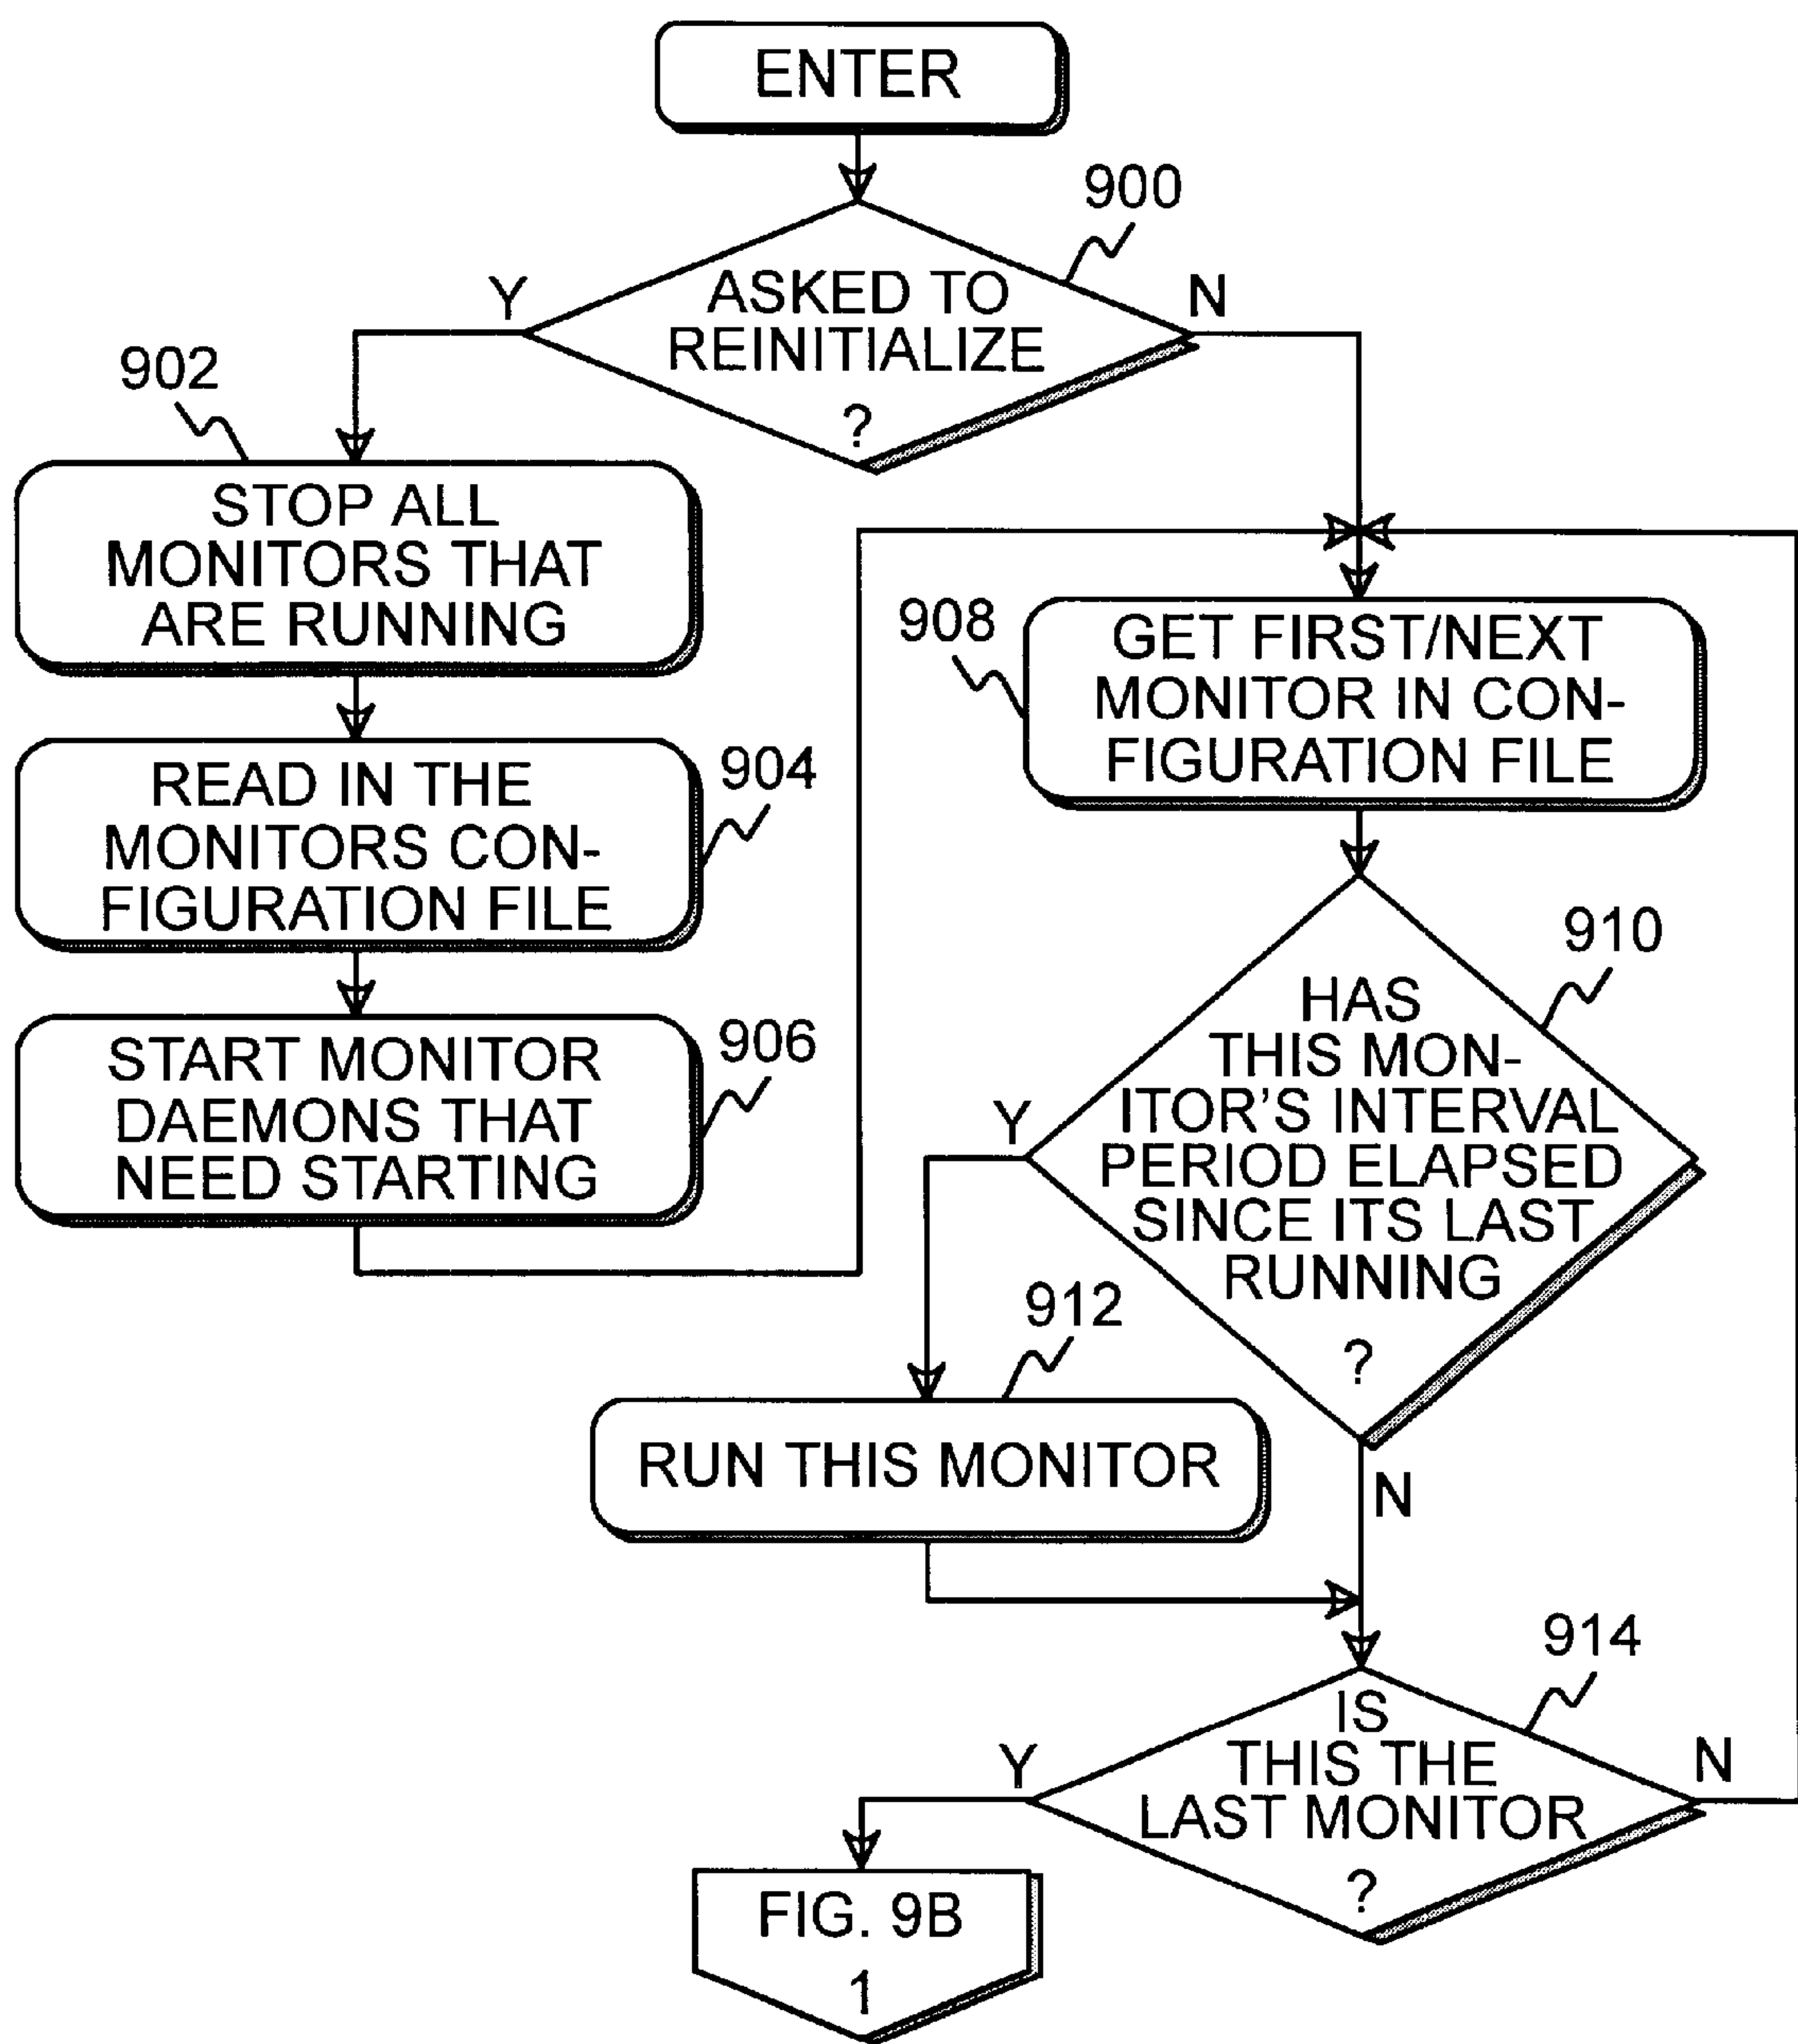 ENTER
900
ASKED TO
REINITIALIZE
?
Y
N
902
STOP ALL
MONITORS THAT
ARE RUNNING
READ IN THE
MONITORS CON-
FIGURATION FILE
904
START MONITOR
DAEMONS THAT
NEED STARTING
906
908
GET FIRST/NEXT
MONITOR IN CON-
FIGURATION FILE
910
HAS
THIS MON-
ITOR'S INTERVAL
PERIOD ELAPSED
SINCE ITS LAST
RUNNING
?
Y
N
912
RUN THIS MONITOR
914
IS
THIS THE
LAST MONITOR
?
Y
N
FIG. 9B
1